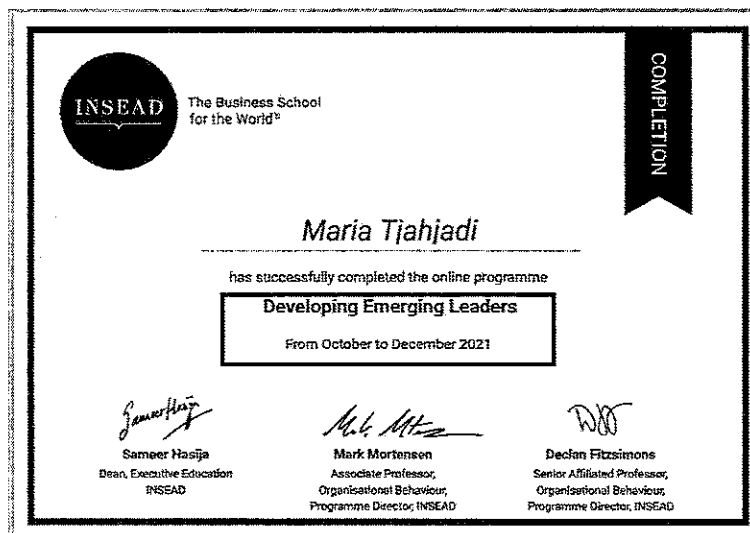 INSEAD
The Business School
for the World®
COMPLETION
Maria Tjahjadi
has successfully completed the online programme
Developing Emerging Leaders
From October to December 2021
Sameer Hasija
Dean, Executive Education
INSEAD
Mark Mortensen
Associate Professor,
Organisational Behaviour,
Programme Director, INSEAD
Declan Fitzsimons
Senior Affiliated Professor,
Organisational Behaviour,
Programme Director, INSEAD